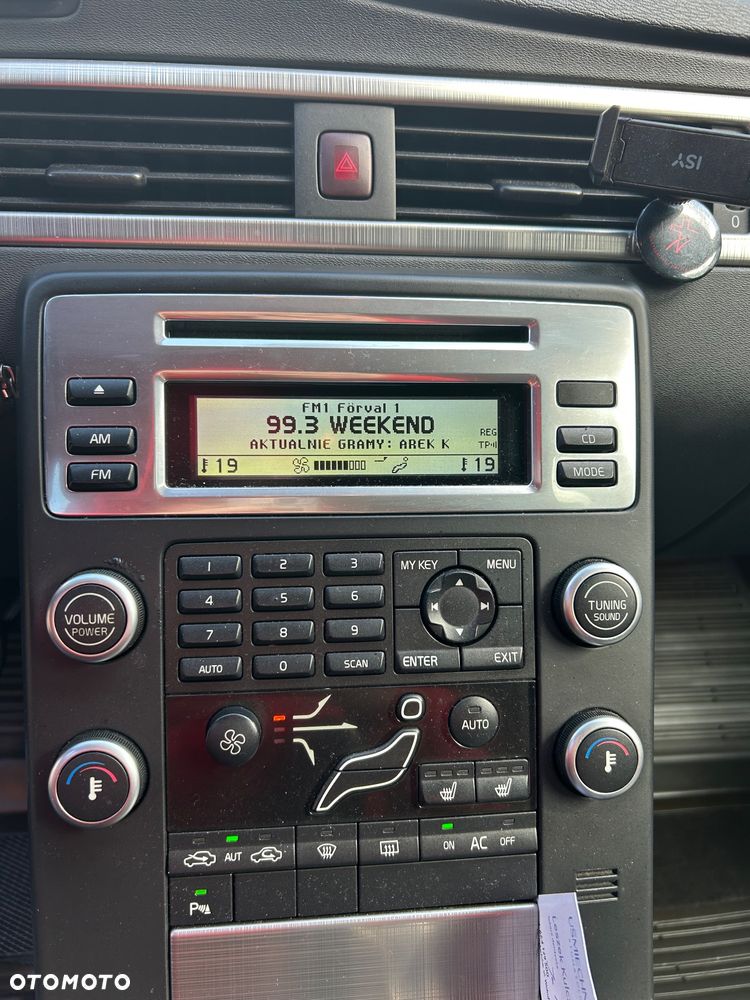 ISY
0
FM1 Förval 1
99.3 WEEKEND
AKTUALNIE GRAMY: AREK K
REG
TP
19
19
AM
FM
CD
MODE
1 2 3
4 5 6
7 8 9
AUTO 0 SCAN
MY KEY
MENU
ENTER
EXIT
VOLUME
POWER
TUNING
SOUND
AUTO
AUT
ON AC OFF
P
OTOMOTO